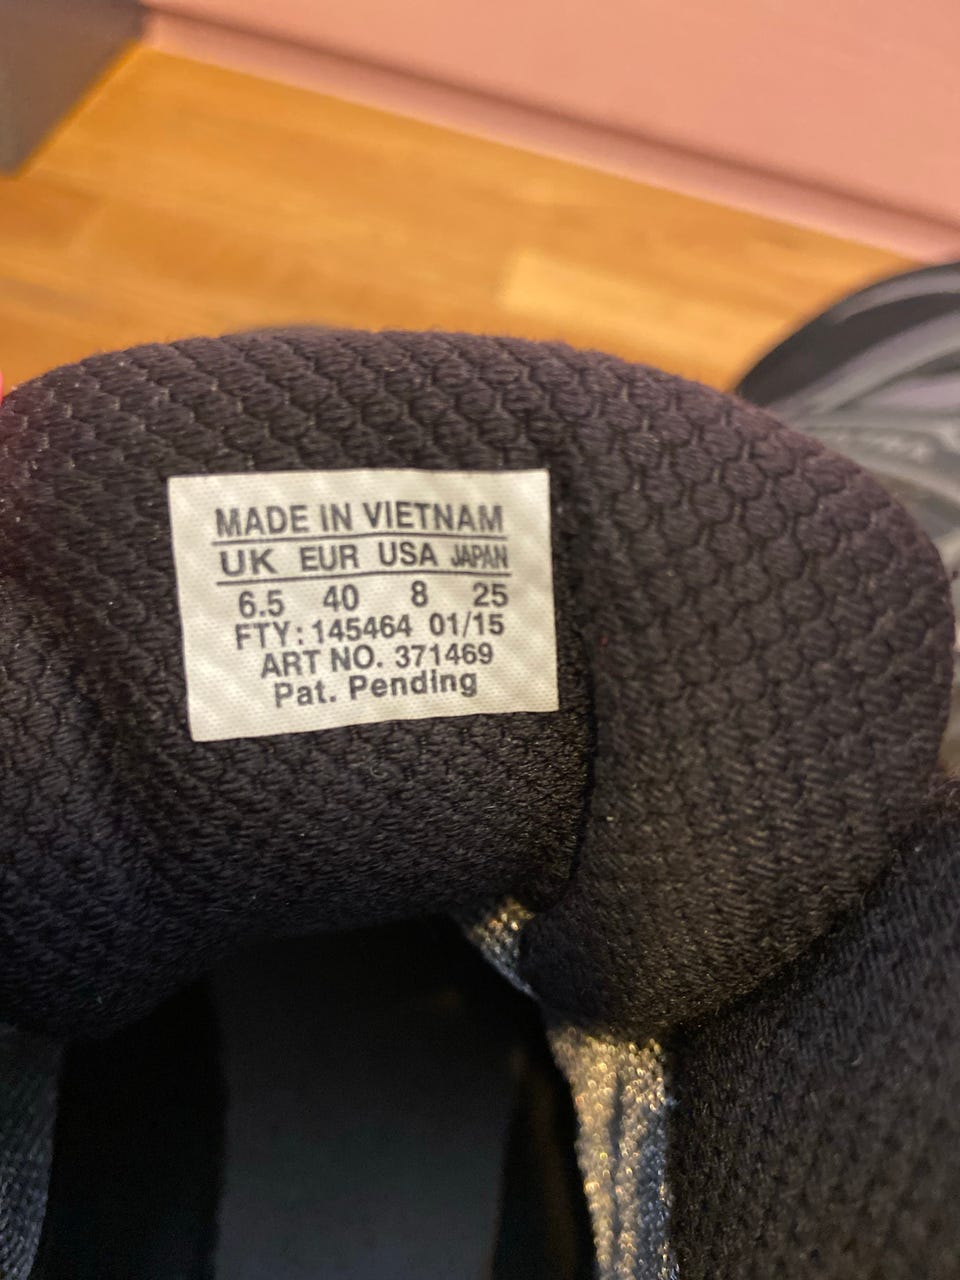 MADE IN VIETNAM
UK EUR USA JAPAN
6.5 40 8 25
FTY: 145464 01/15
ART NO. 371469
Pat. Pending